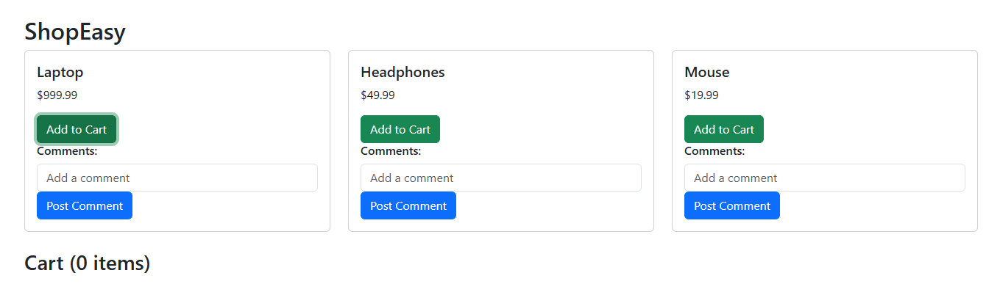 ShopEasy
Laptop
$999.99
Add to Cart
Comments:
Add a comment
Post Comment
Headphones
$49.99
Add to Cart
Comments:
Add a comment
Post Comment
Mouse
$19.99
Add to Cart
Comments:
Add a comment
Post Comment
Cart (0 items)